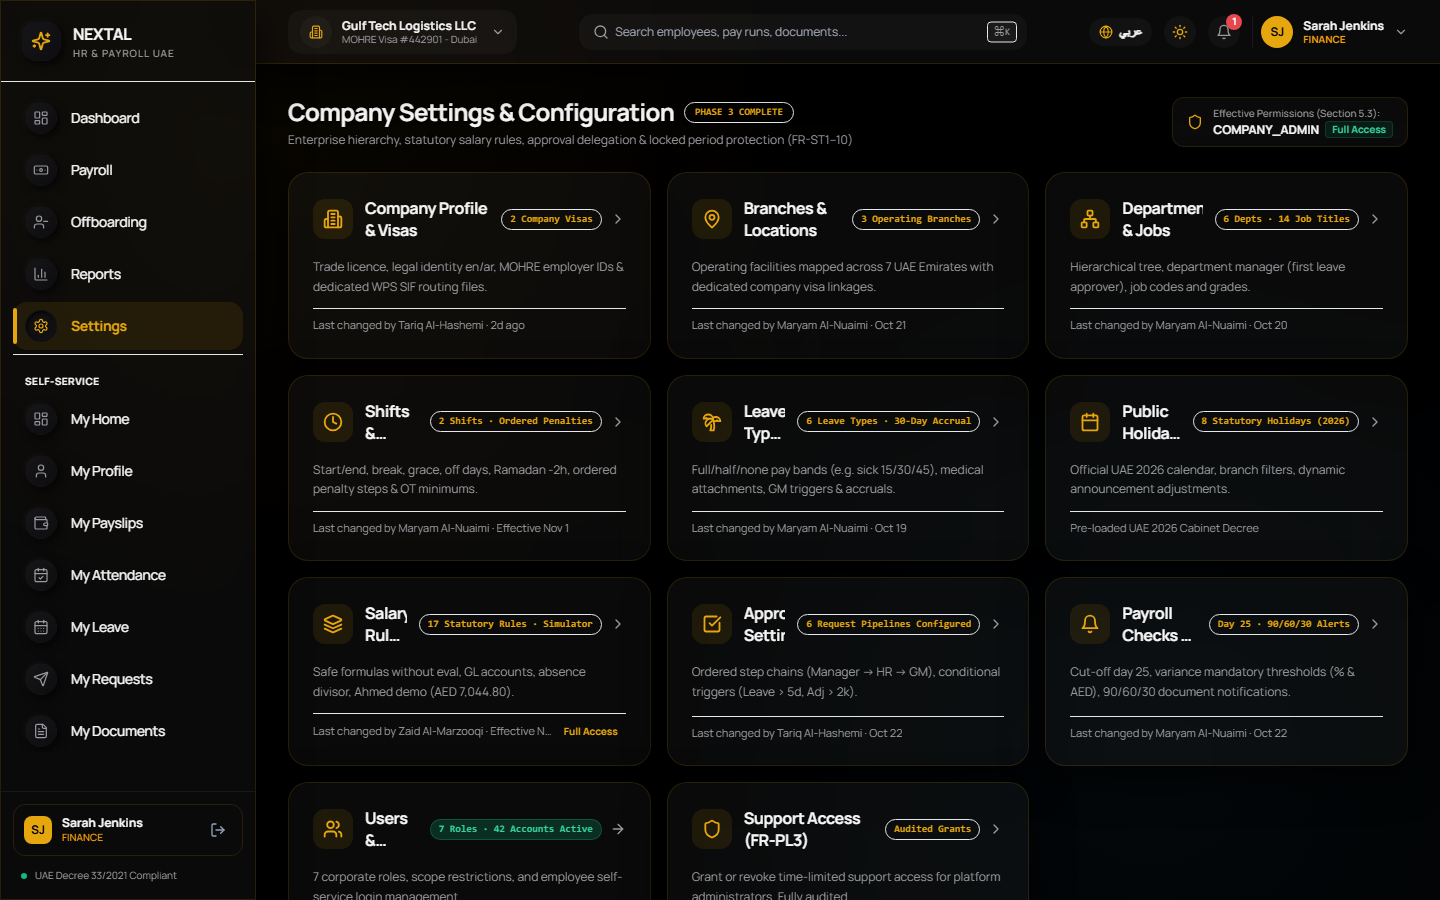 NEXTAL
HR & PAYROLL UAE
Dashboard
Payroll
Offboarding
Reports
Settings
SELF-SERVICE
My Home
My Profile
My Payslips
My Attendance
My Leave
My Requests
My Documents
SJ
Sarah Jenkins
FINANCE
UAE Decree 33/2021 Compliant
Gulf Tech Logistics LLC
MOHRE Visa #442901 - Dubai
Search employees, pay runs, documents...
⌘K
عربي
1
SJ
Sarah Jenkins
FINANCE
Company Settings & Configuration
PHASE 3 COMPLETE
Enterprise hierarchy, statutory salary rules, approval delegation & locked period protection (FR-ST1–10)
Effective Permissions (Section 5.3):
COMPANY_ADMIN Full Access
Company Profile
& Visas
2 Company Visas
Trade licence, legal identity en/ar, MOHRE employer IDs &
dedicated WPS SIF routing files.
Last changed by Tariq Al-Hashemi · 2d ago
Branches &
Locations
3 Operating Branches
Operating facilities mapped across 7 UAE Emirates with
dedicated company visa linkages.
Last changed by Maryam Al-Nuaimi · Oct 21
Departmen
& Jobs
6 Depts · 14 Job Titles
Hierarchical tree, department manager (first leave
approver), job codes and grades.
Last changed by Maryam Al-Nuaimi · Oct 20
Shifts
&...
2 Shifts · Ordered Penalties
Start/end, break, grace, off days, Ramadan -2h, ordered
penalty steps & OT minimums.
Last changed by Maryam Al-Nuaimi · Effective Nov 1
Leave
Typ...
6 Leave Types · 30-Day Accrual
Full/half/none pay bands (e.g. sick 15/30/45), medical
attachments, GM triggers & accruals.
Last changed by Maryam Al-Nuaimi · Oct 19
Public
Holida...
8 Statutory Holidays (2026)
Official UAE 2026 calendar, branch filters, dynamic
announcement adjustments.
Pre-loaded UAE 2026 Cabinet Decree
Salary
Rul...
17 Statutory Rules · Simulator
Safe formulas without eval, GL accounts, absence
divisor, Ahmed demo (AED 7,044.80).
Last changed by Zaid Al-Marzooqi · Effective N... Full Access
Appro
Settin
6 Request Pipelines Configured
Ordered step chains (Manager → HR → GM), conditional
triggers (Leave > 5d, Adj > 2k).
Last changed by Tariq Al-Hashemi · Oct 22
Payroll
Checks ...
Day 25 · 90/60/30 Alerts
Cut-off day 25, variance mandatory thresholds (% &
AED), 90/60/30 document notifications.
Last changed by Maryam Al-Nuaimi · Oct 22
Users
&...
7 Roles · 42 Accounts Active
7 corporate roles, scope restrictions, and employee self-
service login management.
Support Access
(FR-PL3)
Audited Grants
Grant or revoke time-limited support access for platform
administrators. Fully audited.